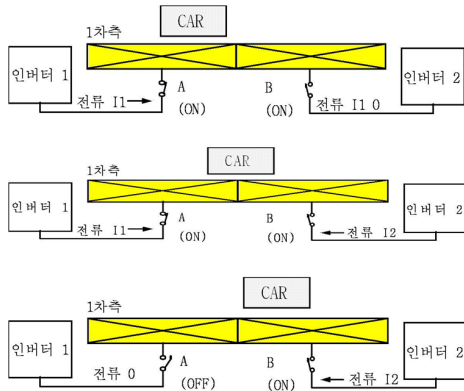 CAR
1차측
인버터 1
인버터 2
A
B
전류 I1
(ON)
(ON)
전류 I1 0
CAR
1차측
인버터 1
인버터 2
A
B
전류 I1
(ON)
(ON)
전류 I2
CAR
1차측
인버터 1
인버터 2
A
B
전류 0
(OFF)
(ON)
전류 I2